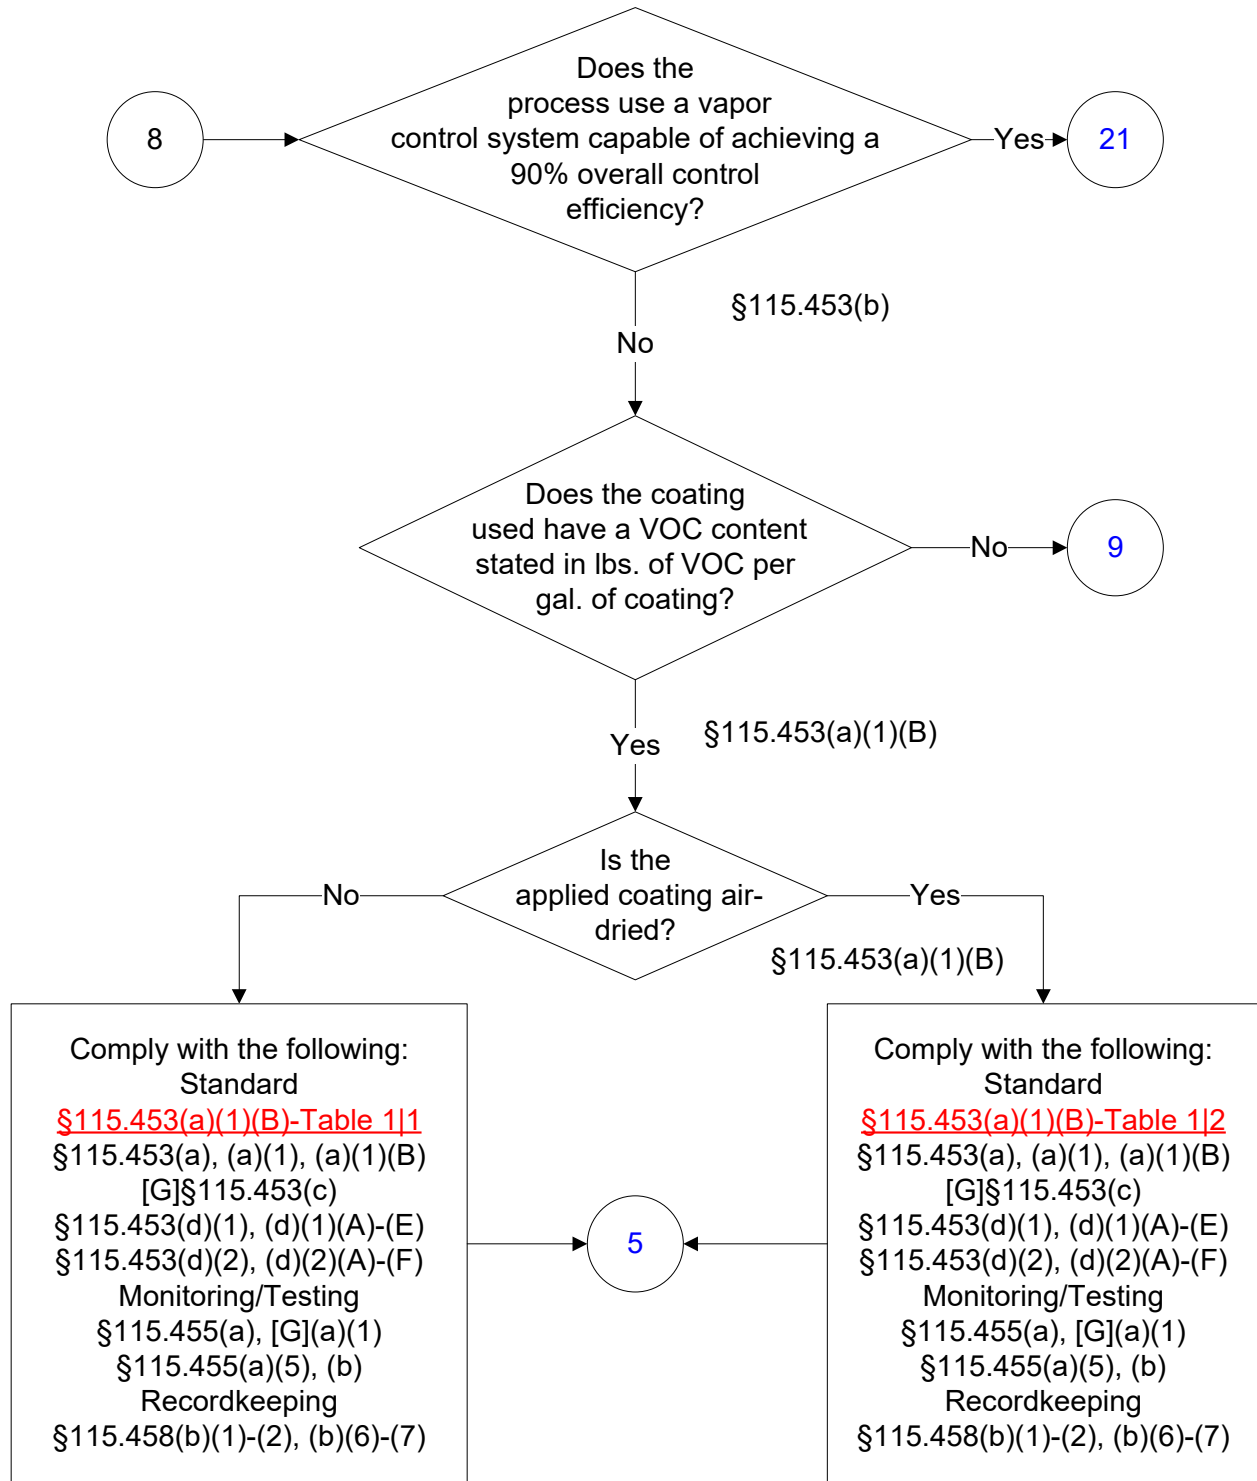 Does the
process use a vapor
control system capable of achieving a
90% overall control
efficiency?
8
Yes
21
§115.453(b)
No
Does the coating
used have a VOC content
stated in lbs. of VOC per
gal. of coating?
No
9
§115.453(a)(1)(B)
Yes
Is the
applied coating air-
dried?
No
Yes
§115.453(a)(1)(B)
Comply with the following:
Standard
§115.453(a)(1)(B)-Table 1|1
§115.453(a), (a)(1), (a)(1)(B)
[G]§115.453(c)
§115.453(d)(1), (d)(1)(A)-(E)
§115.453(d)(2), (d)(2)(A)-(F)
Monitoring/Testing
§115.455(a), [G](a)(1)
§115.455(a)(5), (b)
Recordkeeping
§115.458(b)(1)-(2), (b)(6)-(7)
5
Comply with the following:
Standard
§115.453(a)(1)(B)-Table 1|2
§115.453(a), (a)(1), (a)(1)(B)
[G]§115.453(c)
§115.453(d)(1), (d)(1)(A)-(E)
§115.453(d)(2), (d)(2)(A)-(F)
Monitoring/Testing
§115.455(a), [G](a)(1)
§115.455(a)(5), (b)
Recordkeeping
§115.458(b)(1)-(2), (b)(6)-(7)